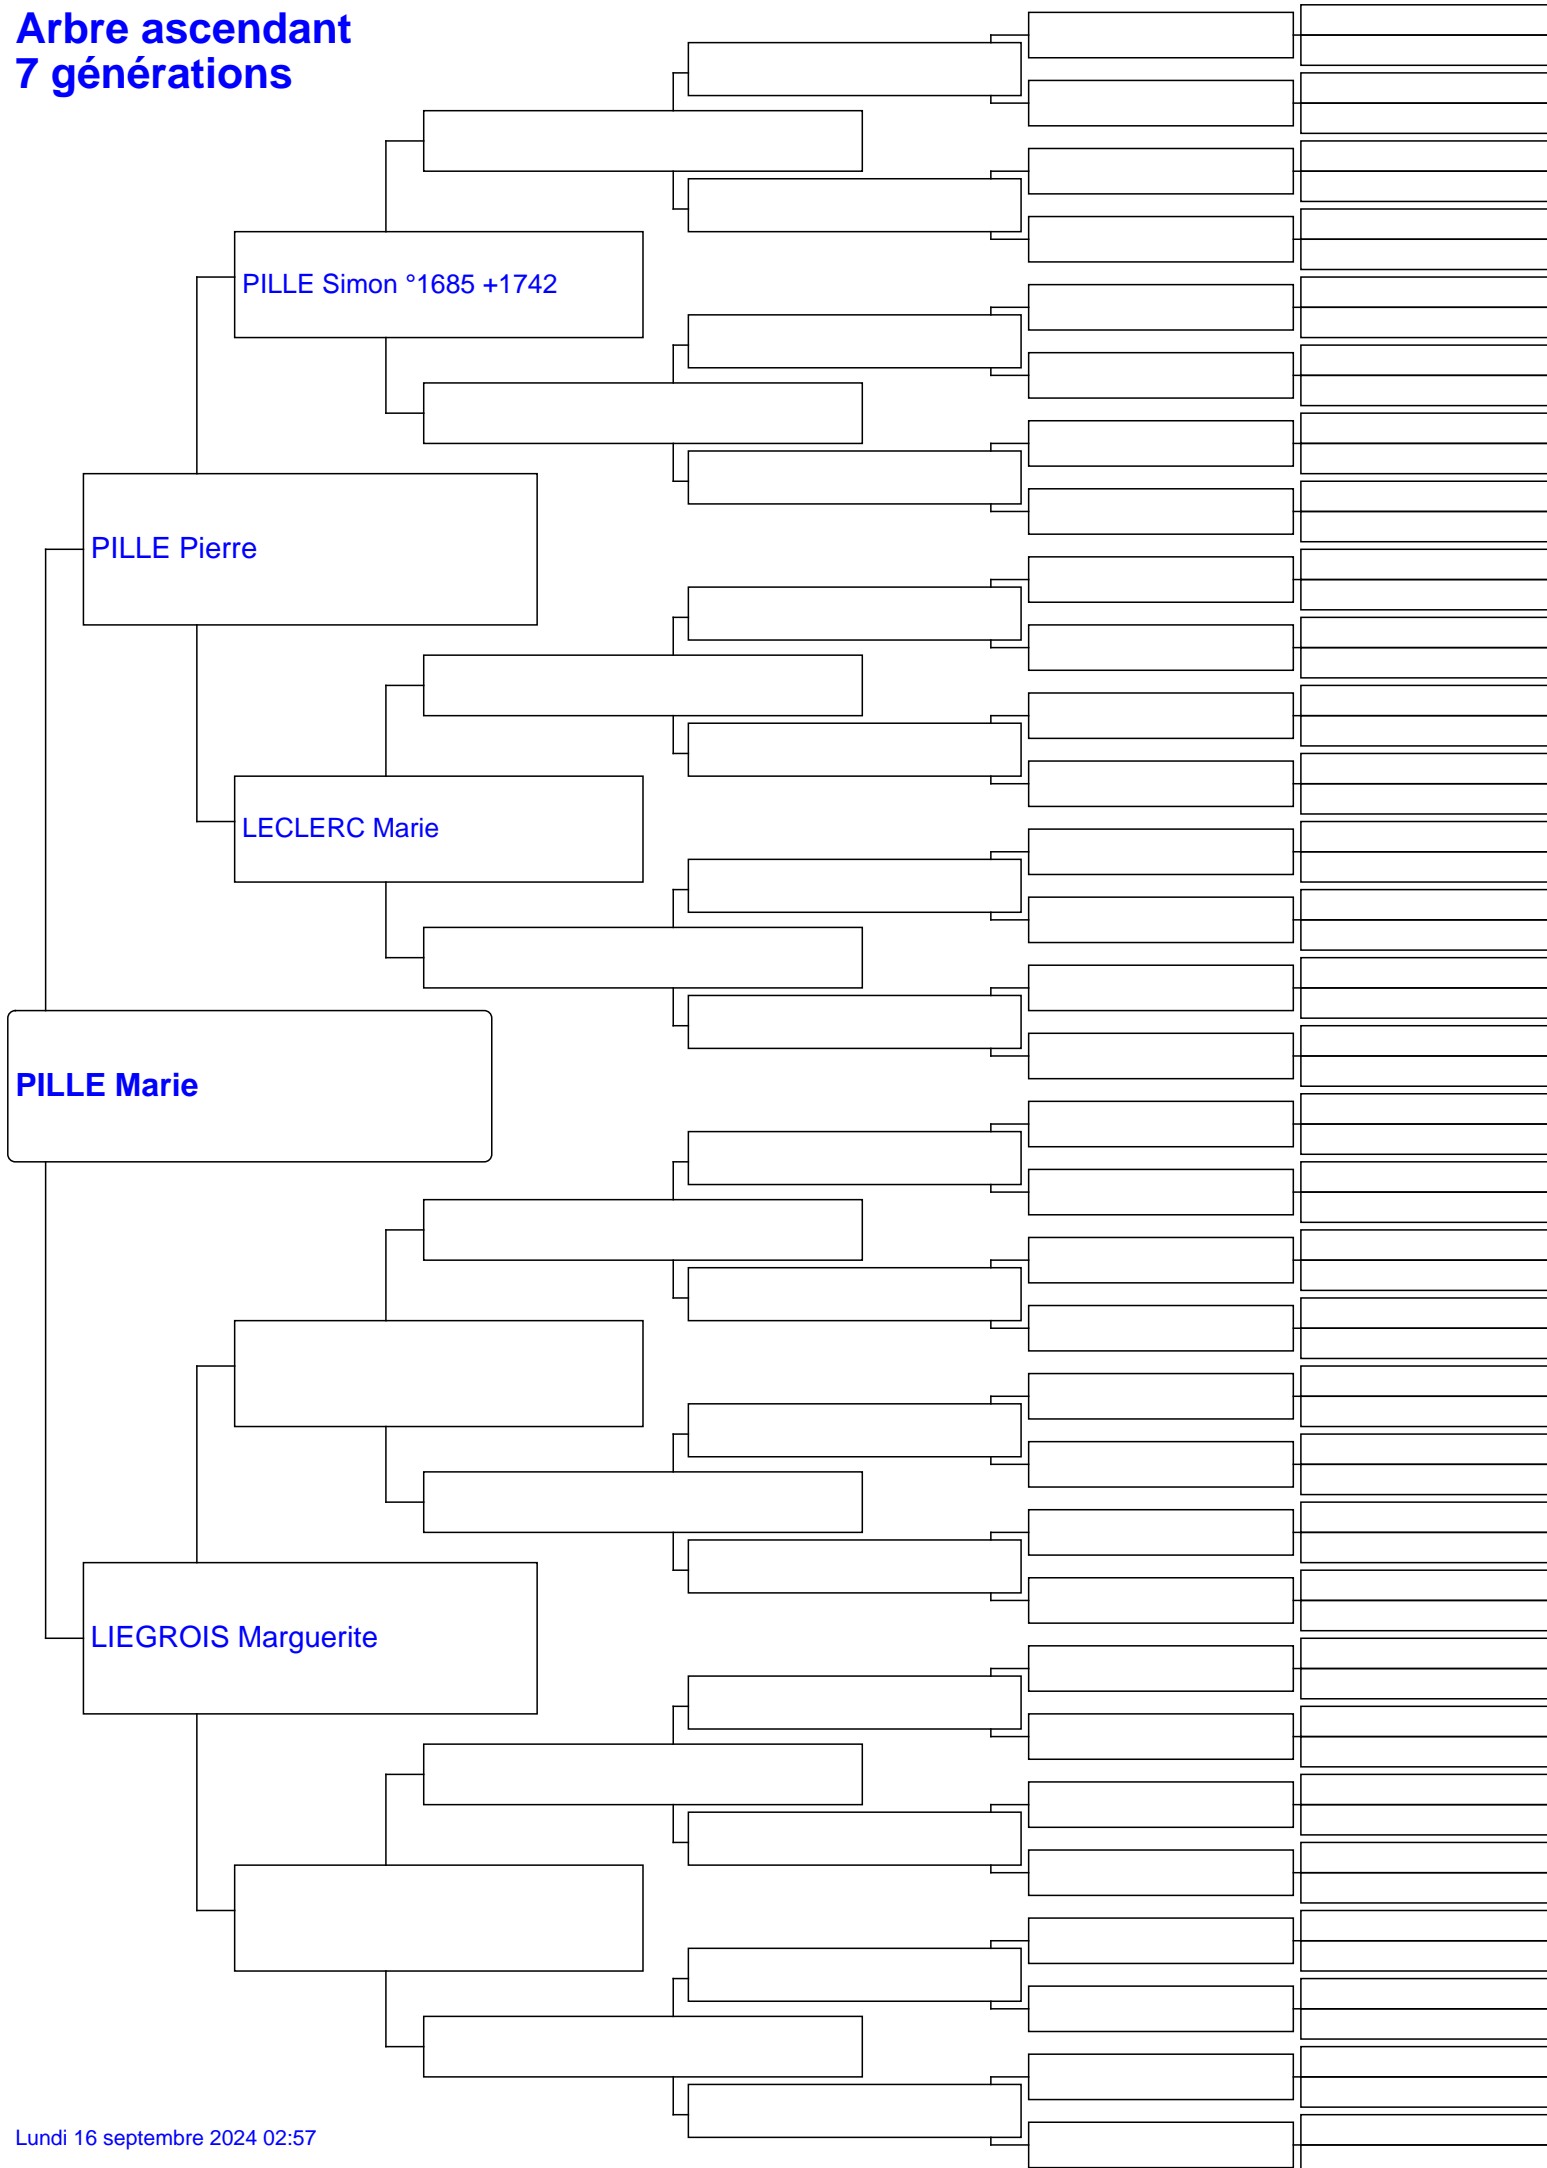 Arbre ascendant
7 générations
PILLE Simon °1685 +1742
PILLE Pierre
LECLERC Marie
PILLE Marie
LIEGROIS Marguerite
Lundi 16 septembre 2024 02:57